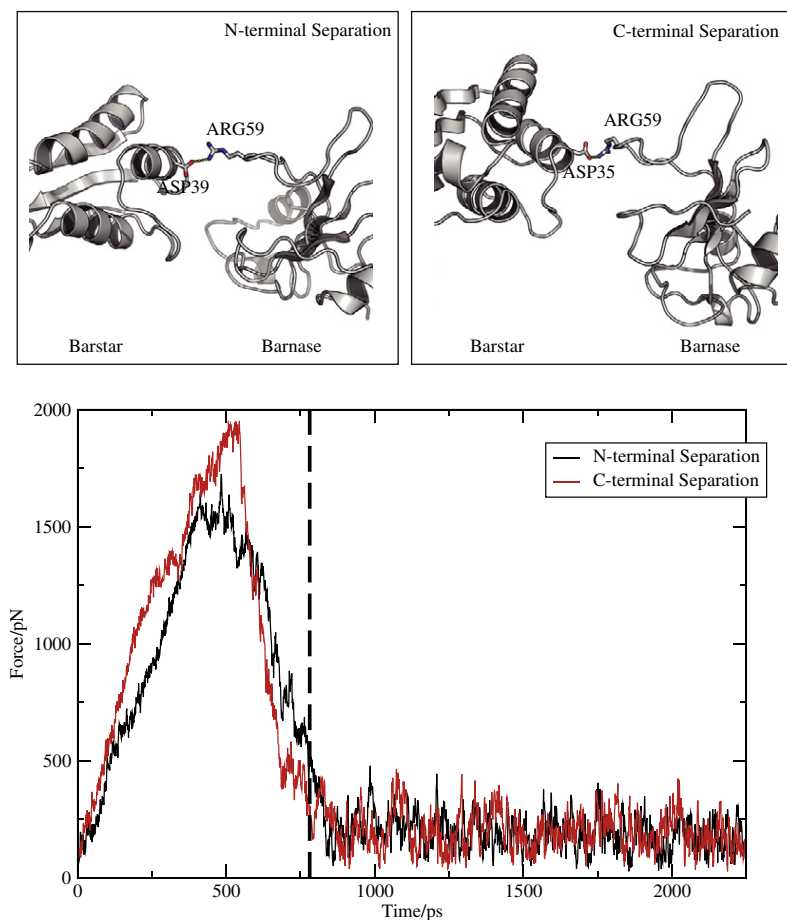 N-terminal Separation
ARG59
ASP39
Barstar
Barnase
C-terminal Separation
ARG59
ASP35
Barstar
Barnase
2000
1500
1000
500
0
Force/pN
N-terminal Separation
C-terminal Separation
0
500
1000
1500
2000
Time/ps